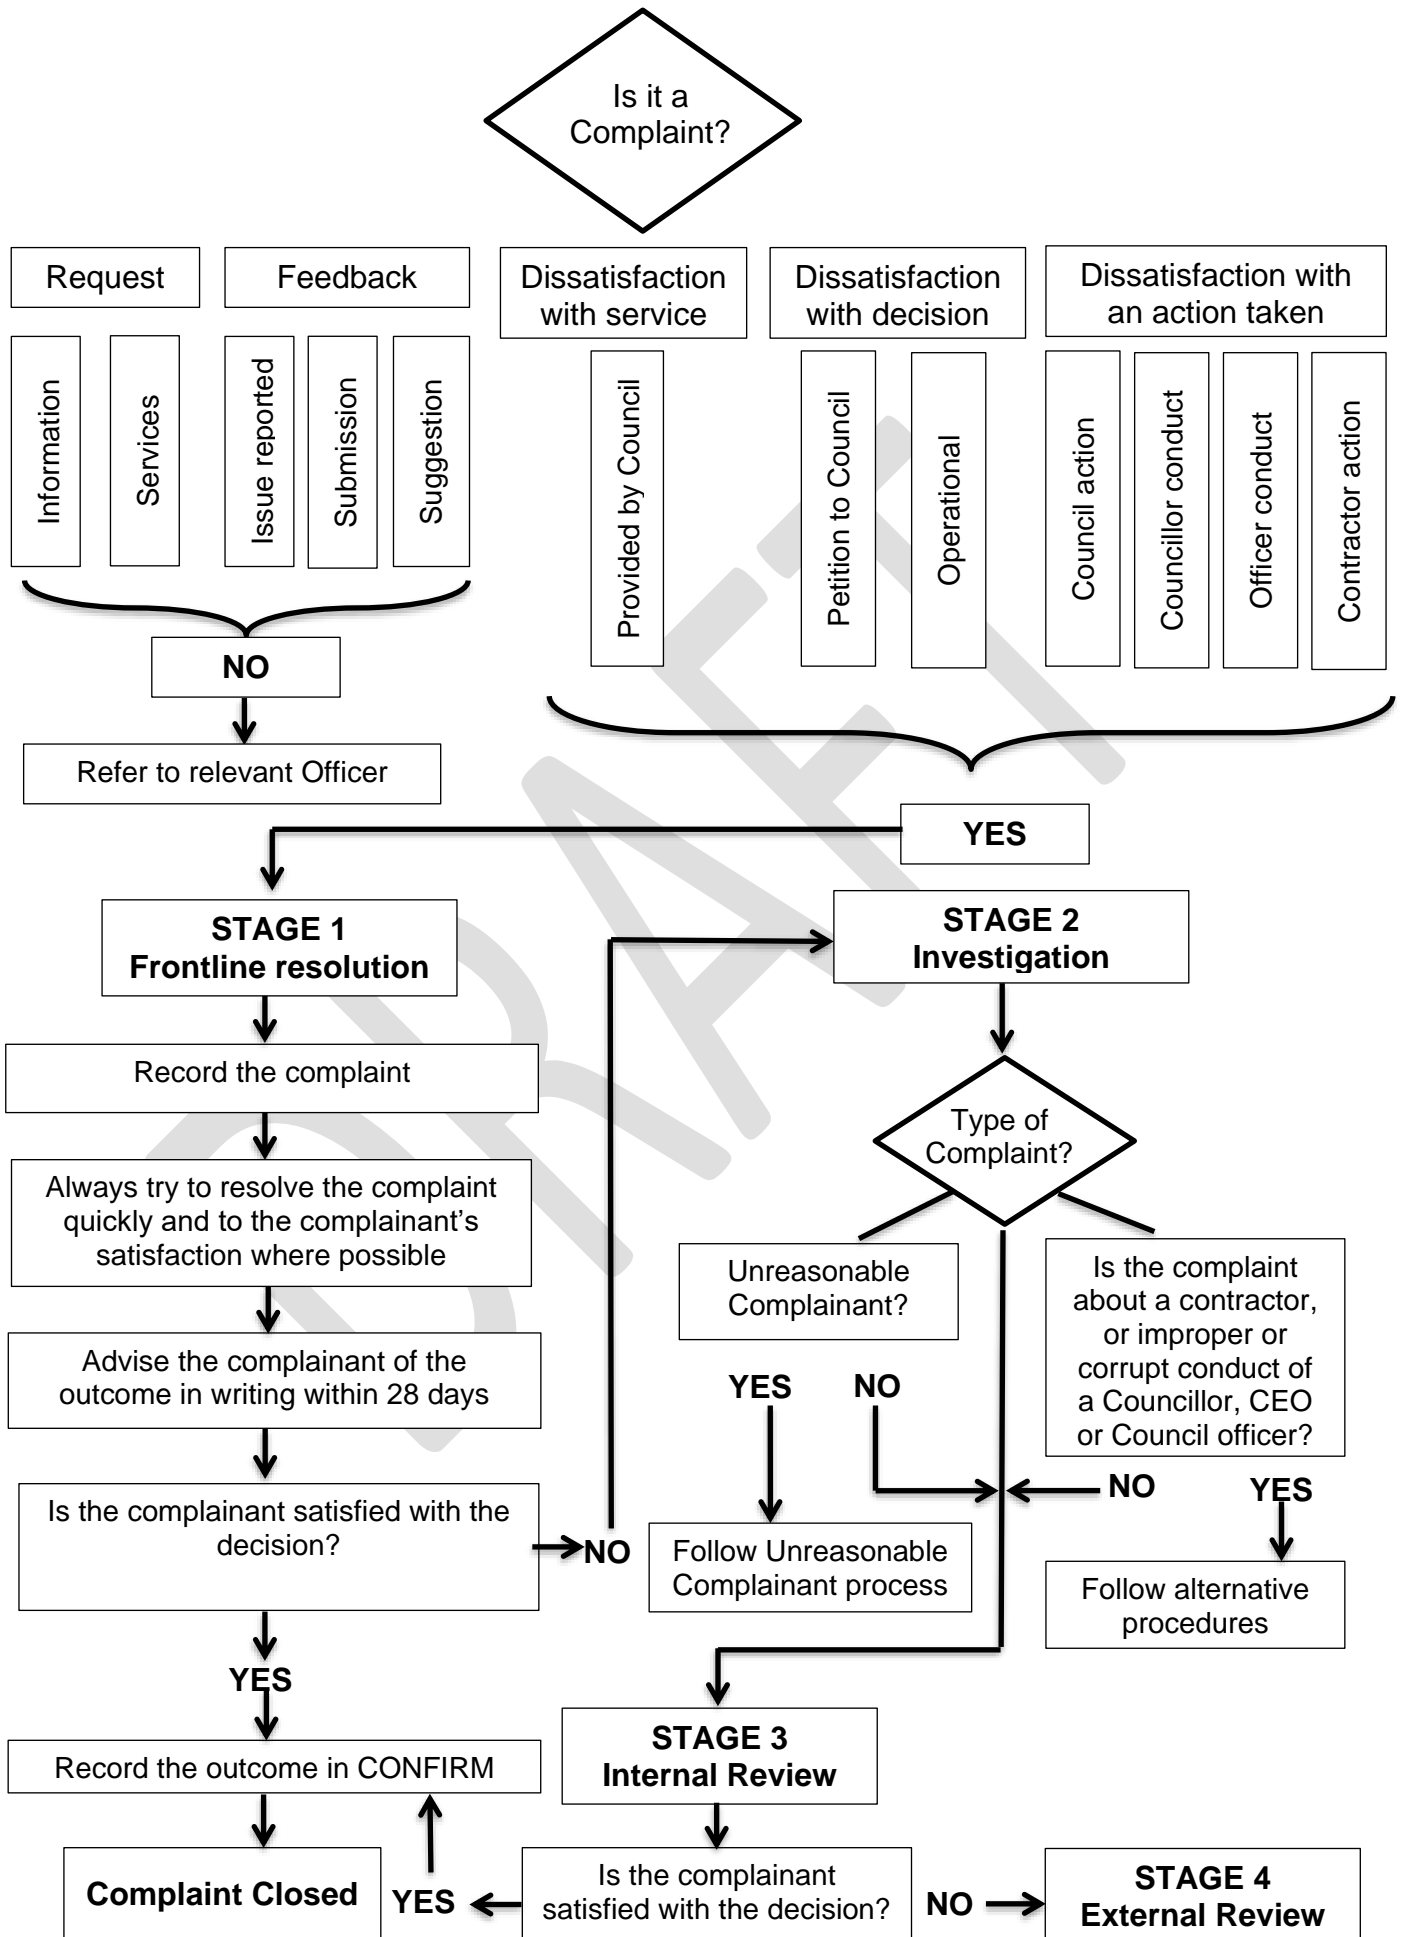 Is it a
Complaint?
Request
Feedback
Dissatisfaction
with service
Dissatisfaction
with decision
Dissatisfaction with
an action taken
Information
Services
Issue reported
Submission
Suggestion
Provided by Council
Petition to Council
Operational
Council action
Councillor conduct
Officer conduct
Contractor action
NO
Refer to relevant Officer
YES
DRAFT
STAGE 1
Frontline resolution
STAGE 2
Investigation
Record the complaint
Always try to resolve the complaint
quickly and to the complainant’s
satisfaction where possible
Advise the complainant of the
outcome in writing within 28 days
Is the complainant satisfied with the
decision?
NO
YES
Record the outcome in CONFIRM
Complaint Closed
Type of
Complaint?
Unreasonable
Complainant?
YES
NO
Follow Unreasonable
Complainant process
Is the complaint
about a contractor,
or improper or
corrupt conduct of
a Councillor, CEO
or Council officer?
NO
YES
Follow alternative
procedures
STAGE 3
Internal Review
Is the complainant
satisfied with the decision?
YES
NO
STAGE 4
External Review